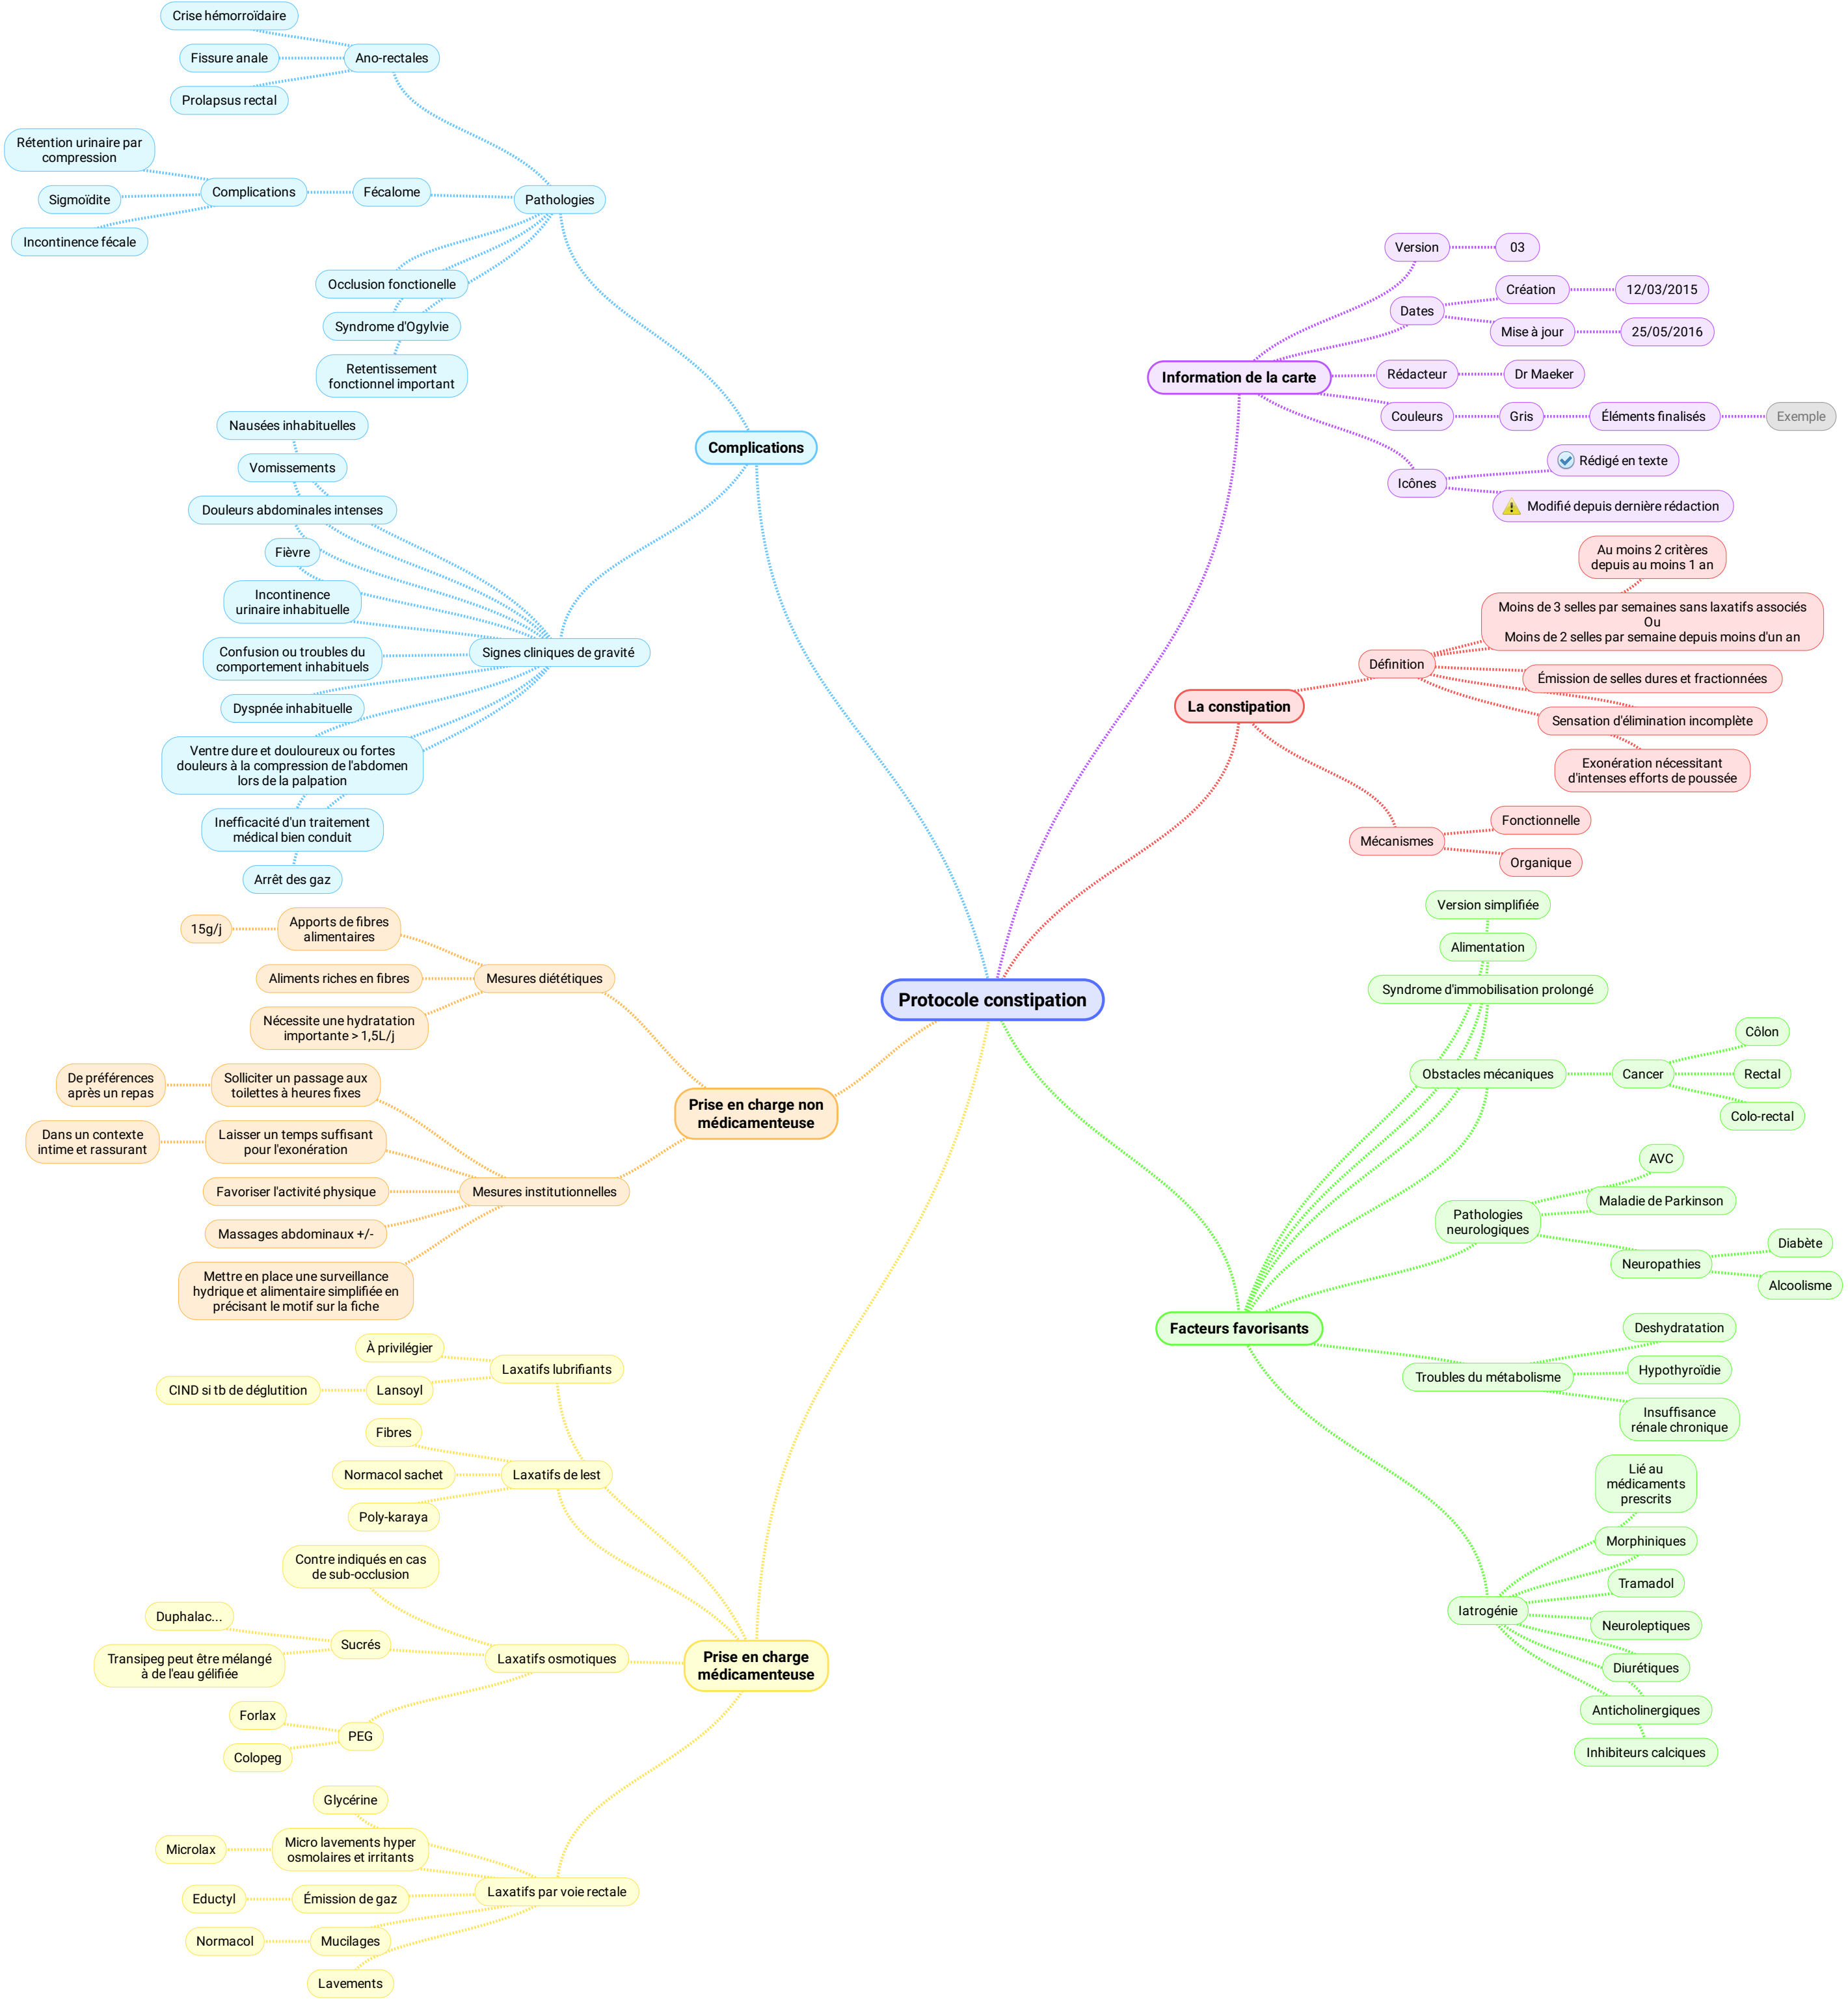 Protocole constipation
Information de la carte
Version
03
Dates
Création
12/03/2015
Mise à jour
25/05/2016
Rédacteur
Dr Maeker
Couleurs
Gris
Éléments finalisés
Exemple
Icônes
Rédigé en texte
Modifié depuis dernière rédaction
La constipation
Définition
Au moins 2 critères
depuis au moins 1 an
Moins de 3 selles par semaines sans laxatifs associés
Ou
Moins de 2 selles par semaine depuis moins d'un an
Émission de selles dures et fractionnées
Sensation d'élimination incomplète
Exonération nécessitant
d'intenses efforts de poussée
Mécanismes
Fonctionnelle
Organique
Facteurs favorisants
Version simplifiée
Alimentation
Syndrome d'immobilisation prolongé
Obstacles mécaniques
Cancer
Côlon
Rectal
Colo-rectal
Pathologies
neurologiques
AVC
Maladie de Parkinson
Neuropathies
Diabète
Alcoolisme
Troubles du métabolisme
Deshydratation
Hypothyroïdie
Insuffisance
rénale chronique
Iatrogénie
Lié au
médicaments
prescrits
Morphiniques
Tramadol
Neuroleptiques
Diurétiques
Anticholinergiques
Inhibiteurs calciques
Complications
Pathologies
Ano-rectales
Crise hémorroïdaire
Fissure anale
Prolapsus rectal
Fécalome
Complications
Rétention urinaire par
compression
Sigmoïdite
Incontinence fécale
Occlusion fonctionelle
Syndrome d'Ogylvie
Retentissement
fonctionnel important
Signes cliniques de gravité
Nausées inhabituelles
Vomissements
Douleurs abdominales intenses
Fièvre
Incontinence
urinaire inhabituelle
Confusion ou troubles du
comportement inhabituels
Dyspnée inhabituelle
Ventre dure et douloureux ou fortes
douleurs à la compression de l'abdomen
lors de la palpation
Inefficacité d'un traitement
médical bien conduit
Arrêt des gaz
Prise en charge non
médicamenteuse
Mesures diététiques
Apports de fibres
alimentaires
15g/j
Aliments riches en fibres
Nécessite une hydratation
importante > 1,5L/j
Mesures institutionnelles
Solliciter un passage aux
toilettes à heures fixes
De préférences
après un repas
Laisser un temps suffisant
pour l'exonération
Dans un contexte
intime et rassurant
Favoriser l'activité physique
Massages abdominaux +/-
Mettre en place une surveillance
hydrique et alimentaire simplifiée en
précisant le motif sur la fiche
Prise en charge
médicamenteuse
Laxatifs lubrifiants
À privilégier
Lansoyl
CIND si tb de déglutition
Laxatifs de lest
Fibres
Normacol sachet
Poly-karaya
Laxatifs osmotiques
Contre indiqués en cas
de sub-occlusion
Sucrés
Duphalac...
Transipeg peut être mélangé
à de l'eau gélifiée
PEG
Forlax
Colopeg
Laxatifs par voie rectale
Glycérine
Micro lavements hyper
osmolaires et irritants
Microlax
Émission de gaz
Eductyl
Mucilages
Normacol
Lavements